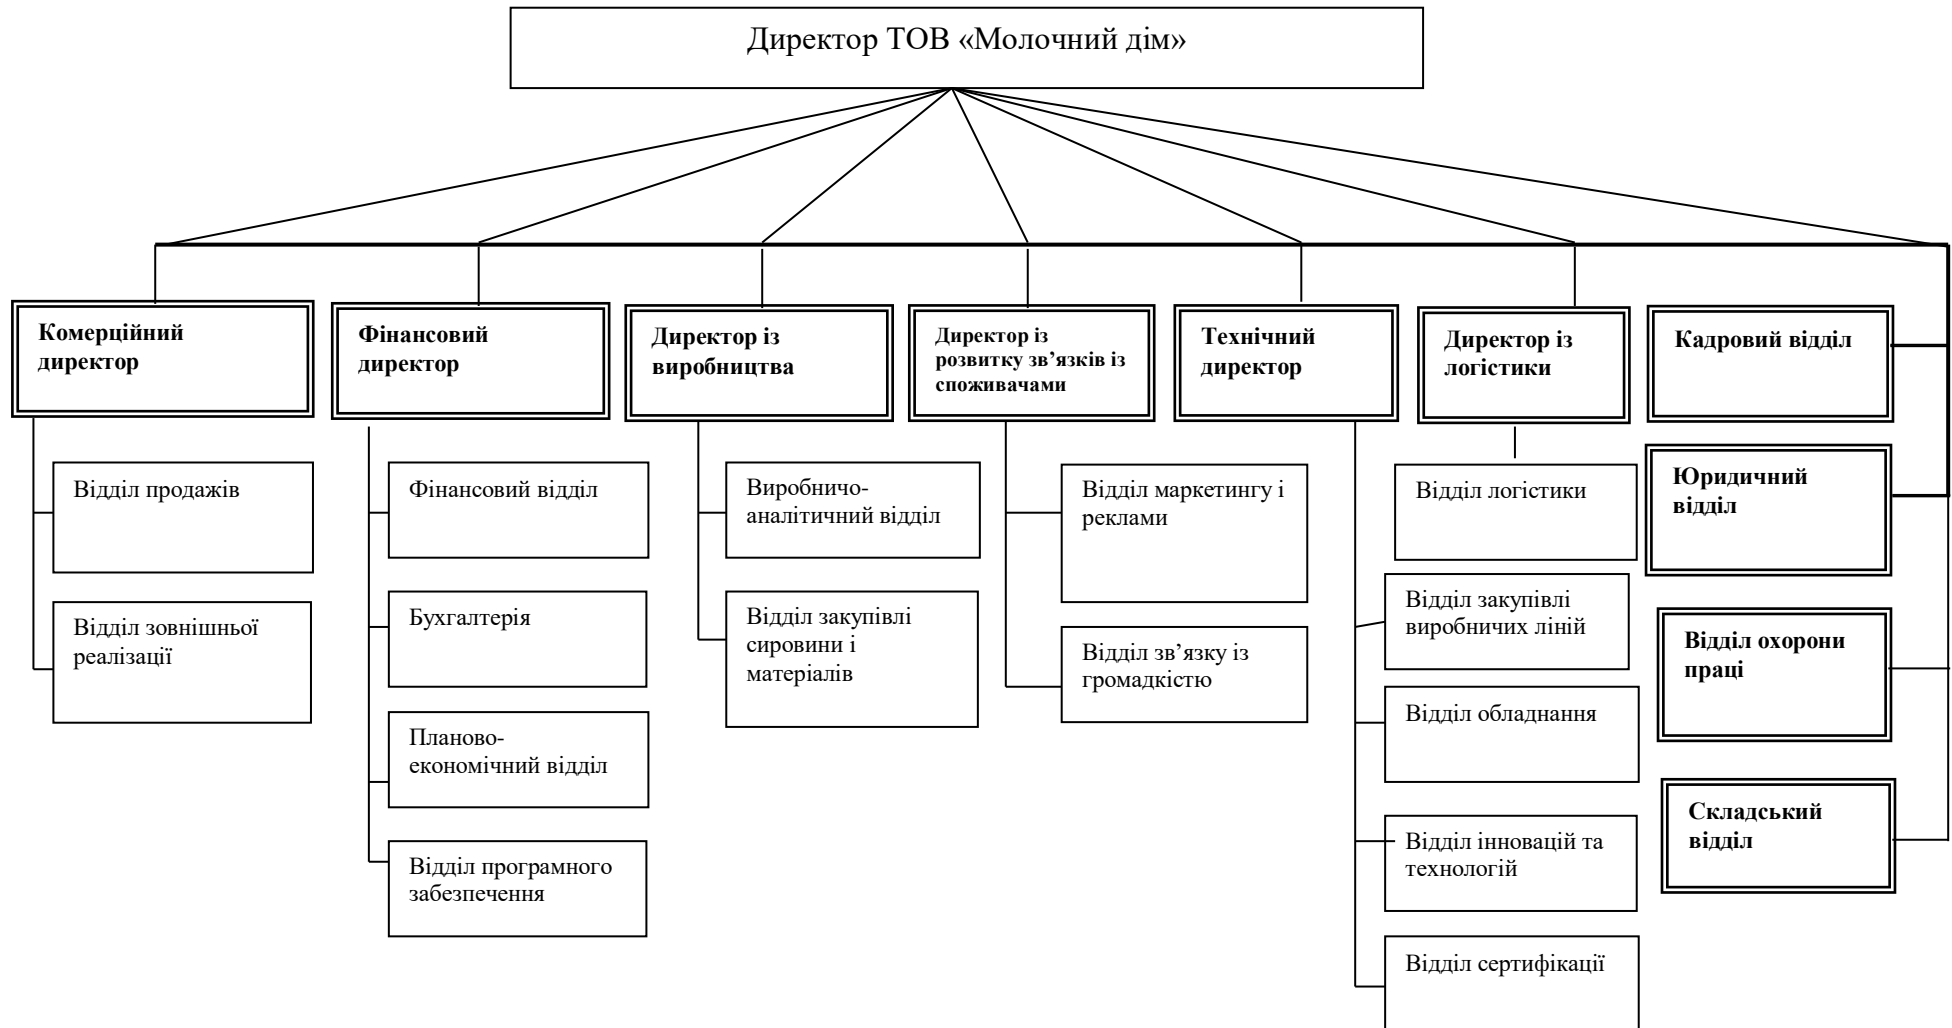 Директор ТОВ «Молочний дім»
Комерційний
директор
Фінансовий
директор
Директор із
виробництва
Директор із
розвитку зв’язків із
споживачами
Технічний
директор
Директор із
логістики
Кадровий відділ
Відділ продажів
Відділ зовнішньої
реалізації
Фінансовий відділ
Бухгалтерія
Планово-
економічний відділ
Відділ програмного
забезпечення
Виробничо-
аналітичний відділ
Відділ закупівлі
сировини і
матеріалів
Відділ маркетингу і
реклами
Відділ зв’язку із
громадкістю
Відділ логістики
Відділ закупівлі
виробничих ліній
Відділ обладнання
Відділ інновацій та
технологій
Відділ сертифікації
Юридичний
відділ
Відділ охорони
праці
Складський
відділ